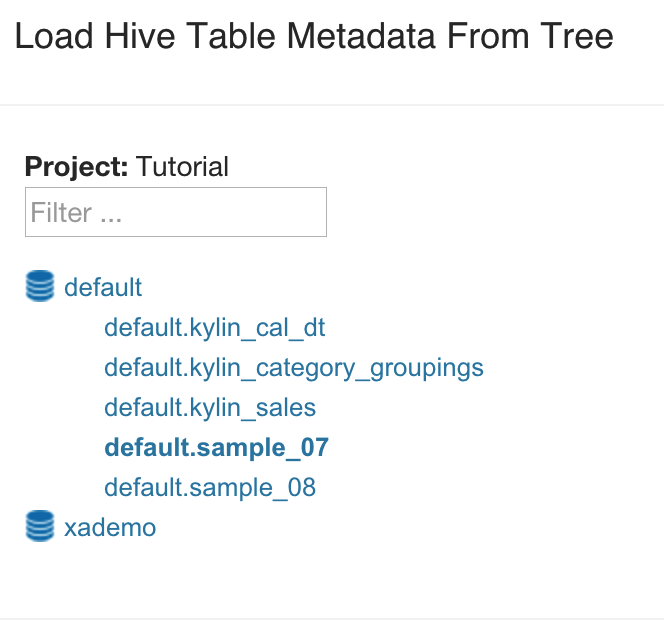 Load Hive Table Metadata From Tree
Project: Tutorial
Filter ...
default
default.kylin_cal_dt
default.kylin_category_groupings
default.kylin_sales
default.sample_07
default.sample_08
xademo